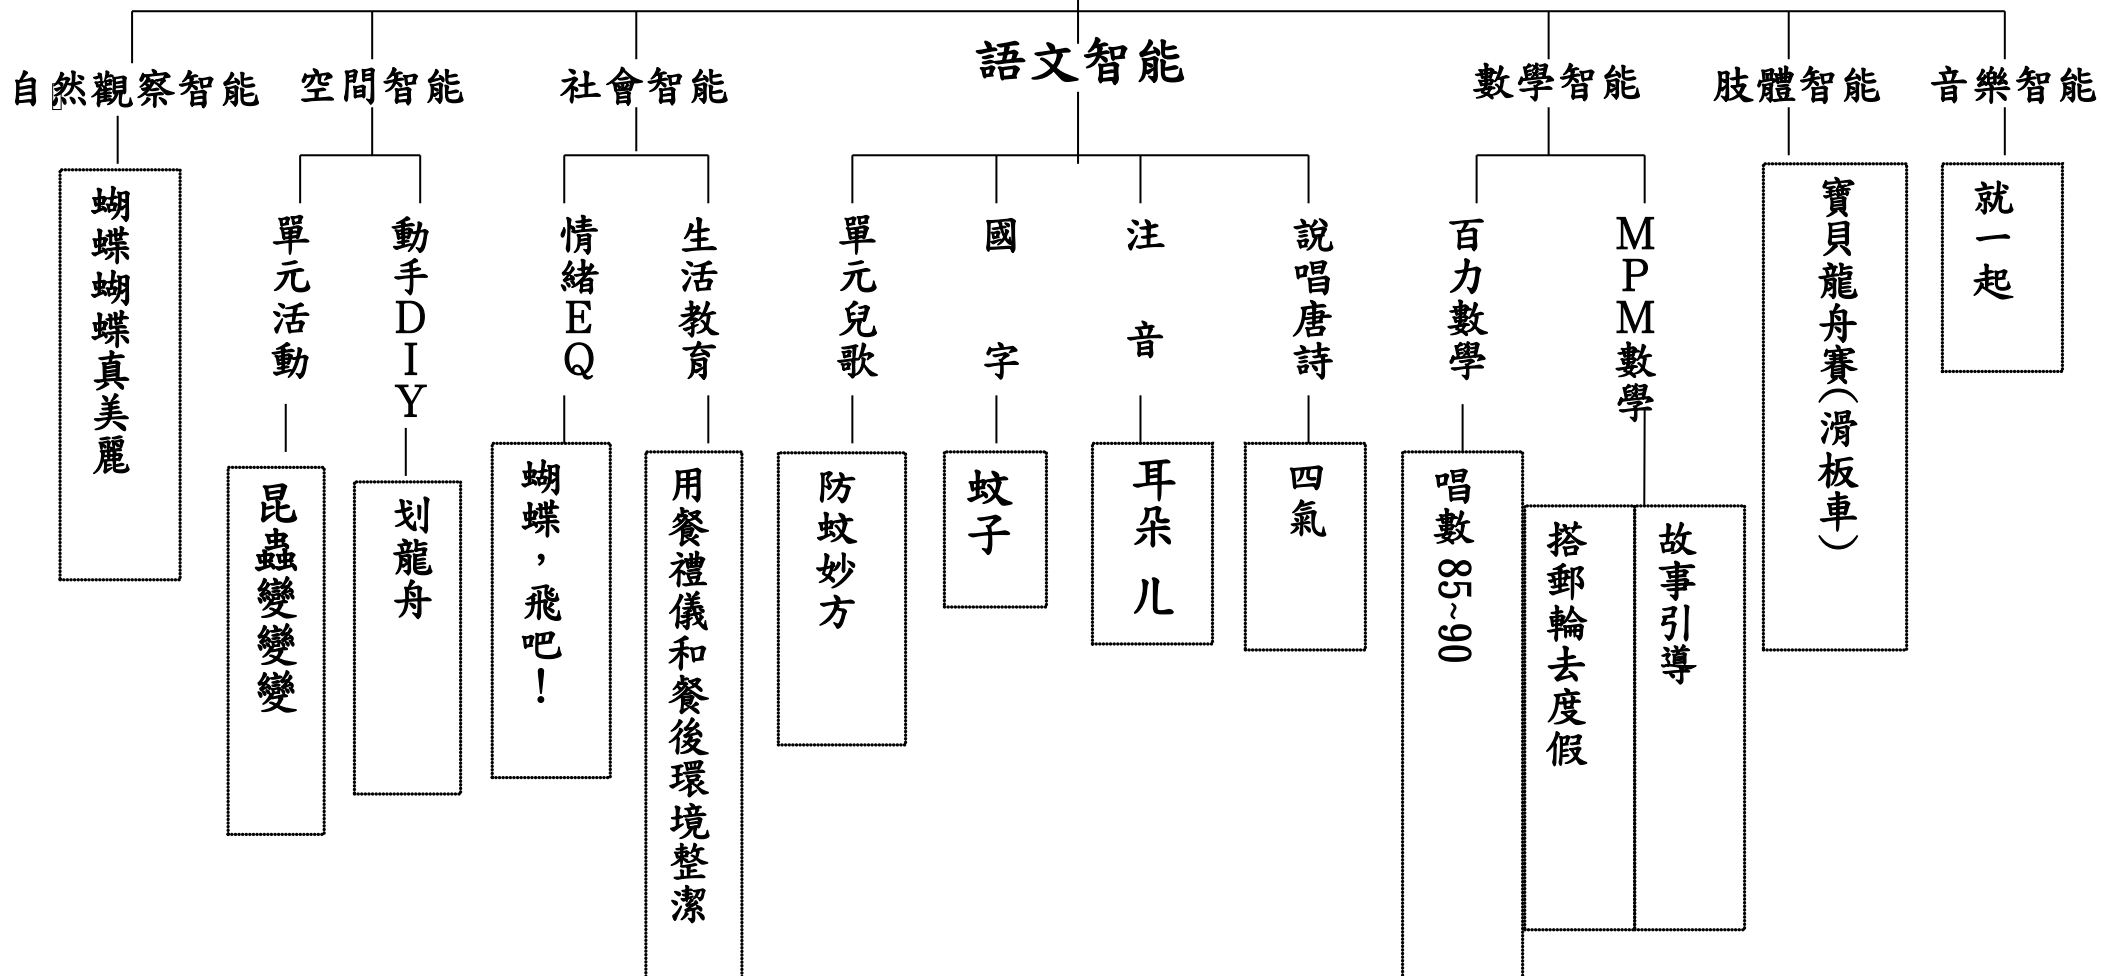 自然觀察智能
空間智能
社會智能
語文智能
數學智能
肢體智能
音樂智能
蝴蝶蝴蝶真美麗
單元活動
昆蟲變變變
動手DIY
划龍舟
情緒EQ
蝴蝶，飛吧！
生活教育
用餐禮儀和餐後環境整潔
單元兒歌
防蚊妙方
國字
蚊子
注音
耳朵 ㄦ
說唱唐詩
四氣
百力數學
唱數 85~90
MPM數學
搭郵輪去度假
故事引導
寶貝龍舟賽(滑板車)
就一起